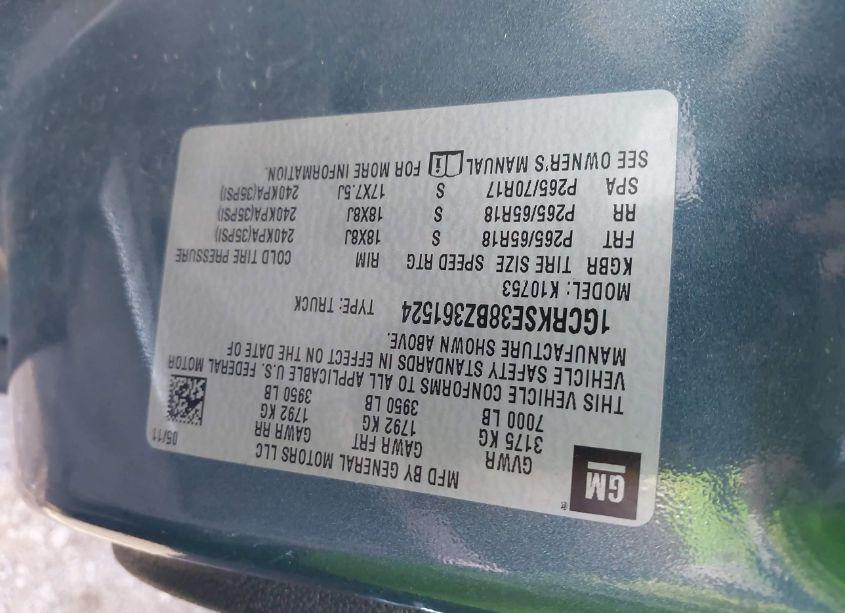 GM ®
MFD BY GENERAL MOTORS LLC 05/11
GVWR GAWR FRT GAWR RR
3175 KG 1792 KG 1792 KG
7000 LB 3950 LB 3950 LB
THIS VEHICLE CONFORMS TO ALL APPLICABLE U.S. FEDERAL MOTOR
VEHICLE SAFETY STANDARDS IN EFFECT ON THE DATE OF
MANUFACTURE SHOWN ABOVE.
1GCRKSE38BZ361524 TYPE: TRUCK
MODEL: K10753
KGBR TIRE SIZE SPEED RTG RIM COLD TIRE PRESSURE
FRT P265/65R18 S 18X8J 240KPA(35PSI)
RR P265/65R18 S 18X8J 240KPA(35PSI)
SPA P265/70R17 S 17X7.5J 240KPA(35PSI)
SEE OWNER'S MANUAL FOR MORE INFORMATION.